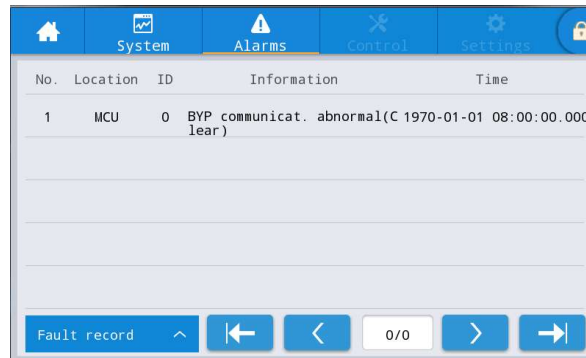 System Alarms Control Settings
No. Location ID Information Time
1 MCU 0 BYP communicat. abnormal(C 1970-01-01 08:00:00.000
lear)
Fault record 0/0